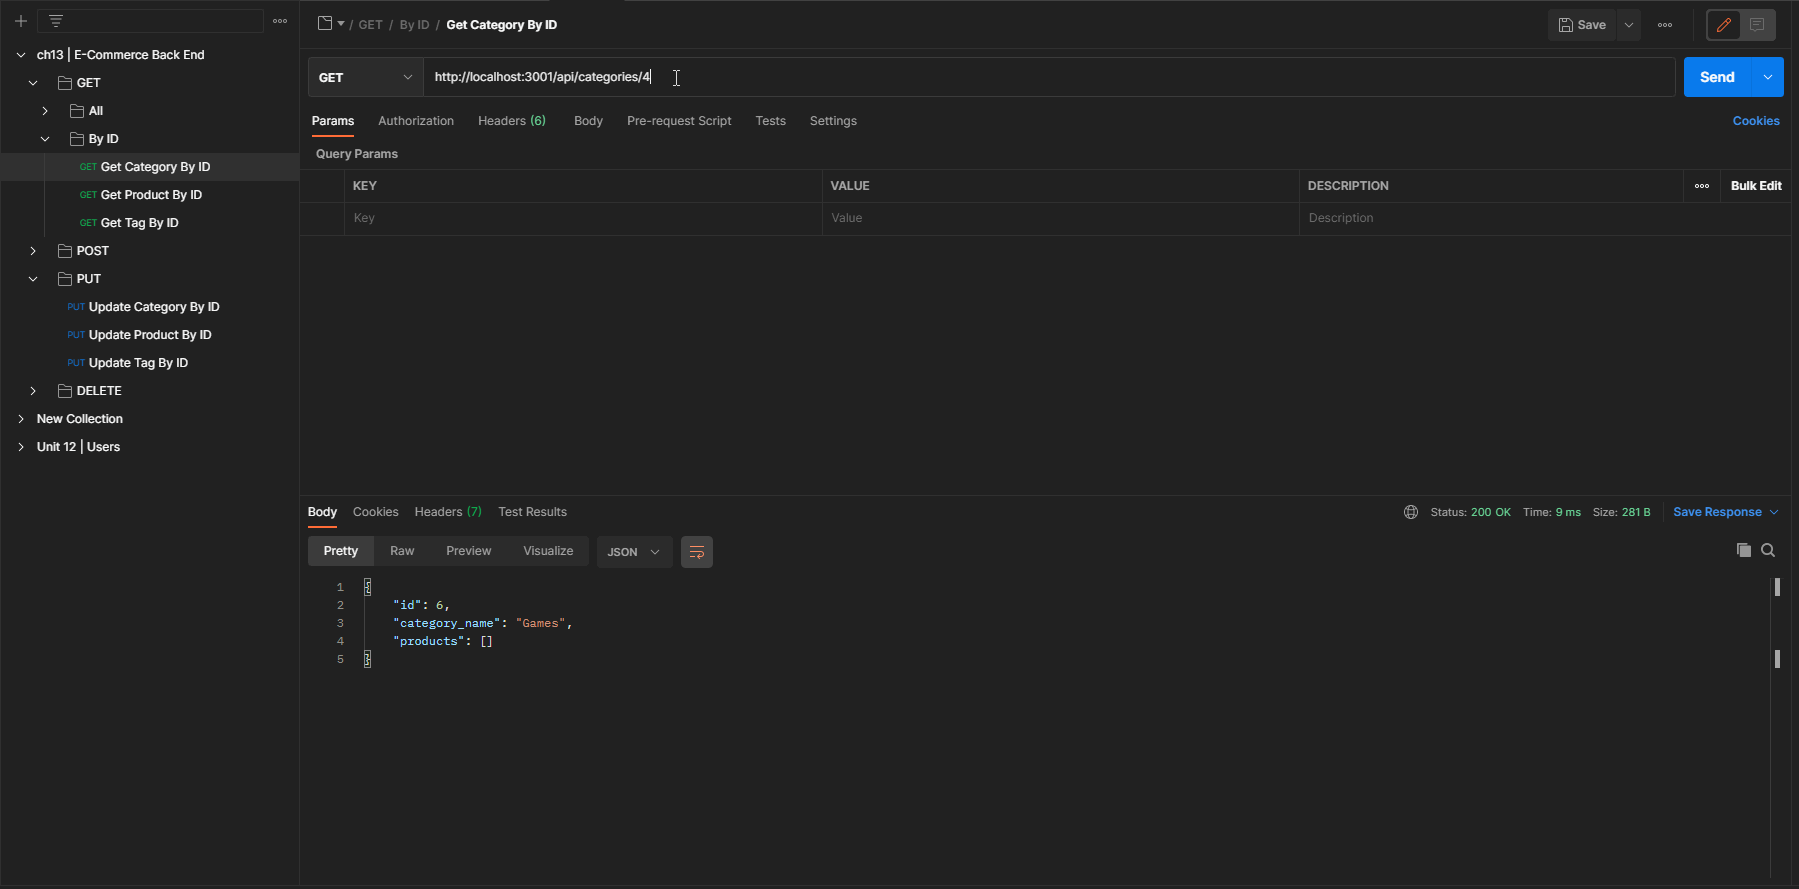 ch13 | E-Commerce Back End
GET
All
By ID
GET Get Category By ID
GET Get Product By ID
GET Get Tag By ID
POST
PUT
PUT Update Category By ID
PUT Update Product By ID
PUT Update Tag By ID
DELETE
New Collection
Unit 12 | Users
/ GET / By ID / Get Category By ID
Save
GET http://localhost:3001/api/categories/4
Send
Params Authorization Headers (6) Body Pre-request Script Tests Settings Cookies
Query Params
KEY VALUE DESCRIPTION Bulk Edit
Key Value Description
Body Cookies Headers (7) Test Results Status: 200 OK Time: 9 ms Size: 281 B Save Response
Pretty Raw Preview Visualize JSON
1 {
2 "id": 6,
3 "category_name": "Games",
4 "products": []
5 }